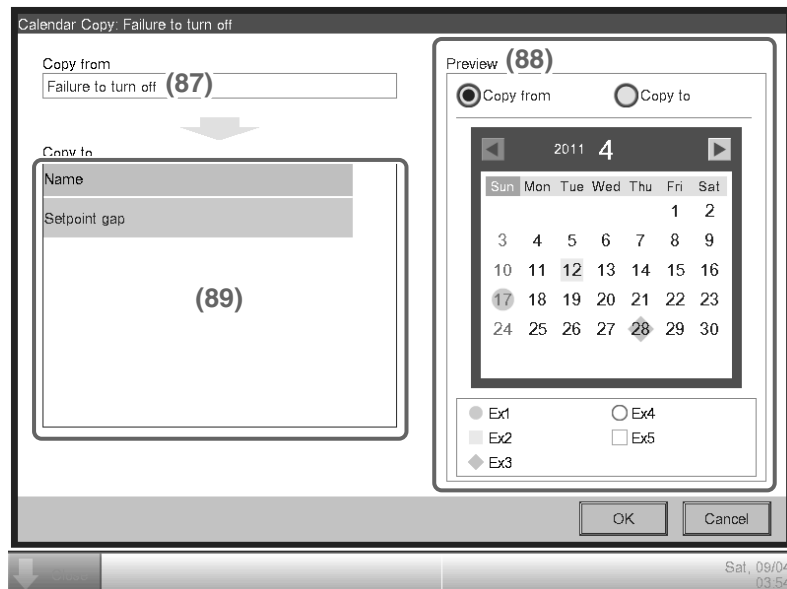 Calendar Copy: Failure to turn off
Copy from
Failure to turn off (87)
Copy to
Name
Setpoint gap
(89)
Preview (88)
Copy from Copy to
2011 4
Sun Mon Tue Wed Thu Fri Sat
1 2
3 4 5 6 7 8 9
10 11 12 13 14 15 16
17 18 19 20 21 22 23
24 25 26 27 28 29 30
Ex1 Ex4
Ex2 Ex5
Ex3
OK Cancel
Sat, 09/04
03:54